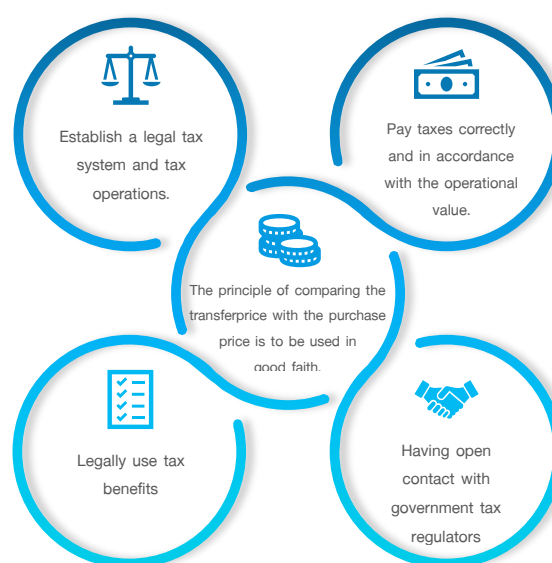 Establish a legal tax
system and tax
operations.
Pay taxes correctly
and in accordance
with the operational
value.
The principle of comparing the
transferprice with the purchase
price is to be used in
good faith.
Legally use tax
benefits
Having open
contact with
government tax
regulators